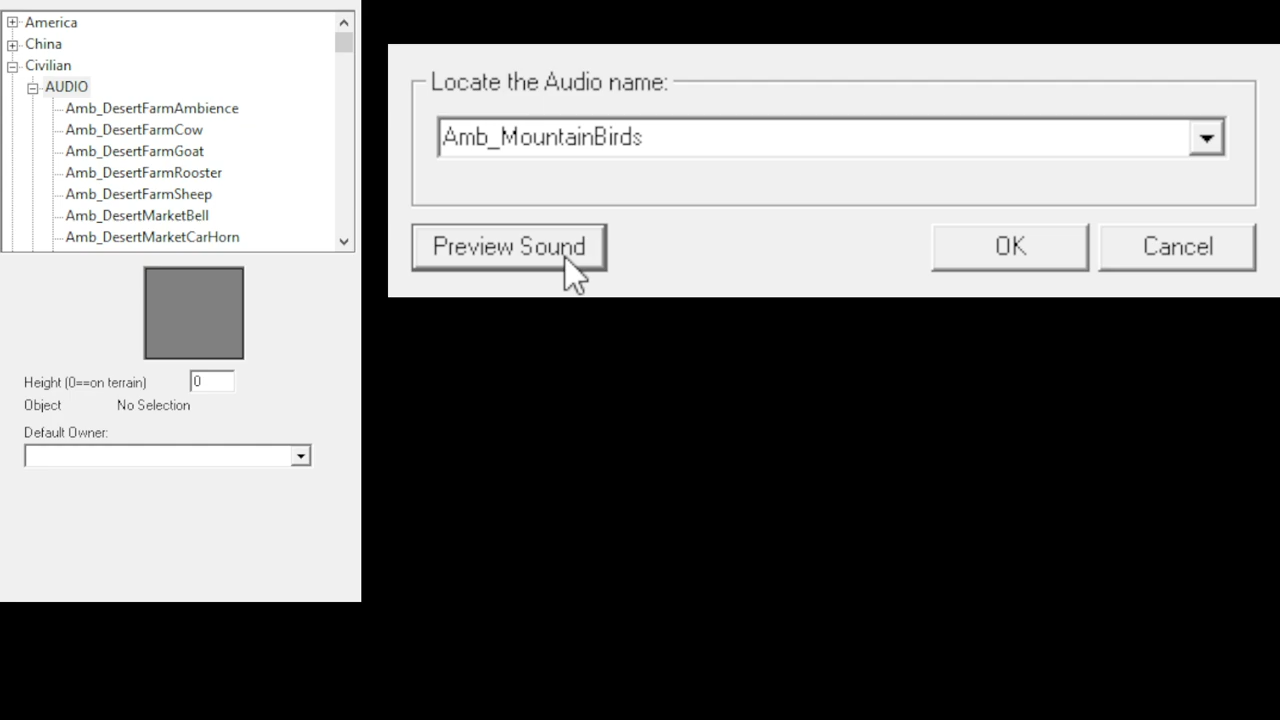 America
China
Civilian
AUDIO
Amb_DesertFarmAmbience
Amb_DesertFarmCow
Amb_DesertFarmGoat
Amb_DesertFarmRooster
Amb_DesertFarmSheep
Amb_DesertMarketBell
Amb_DesertMarketCarHorn
Height (0==on terrain) 0
Object No Selection
Default Owner:
Locate the Audio name:
Amb_MountainBirds
Preview Sound OK Cancel